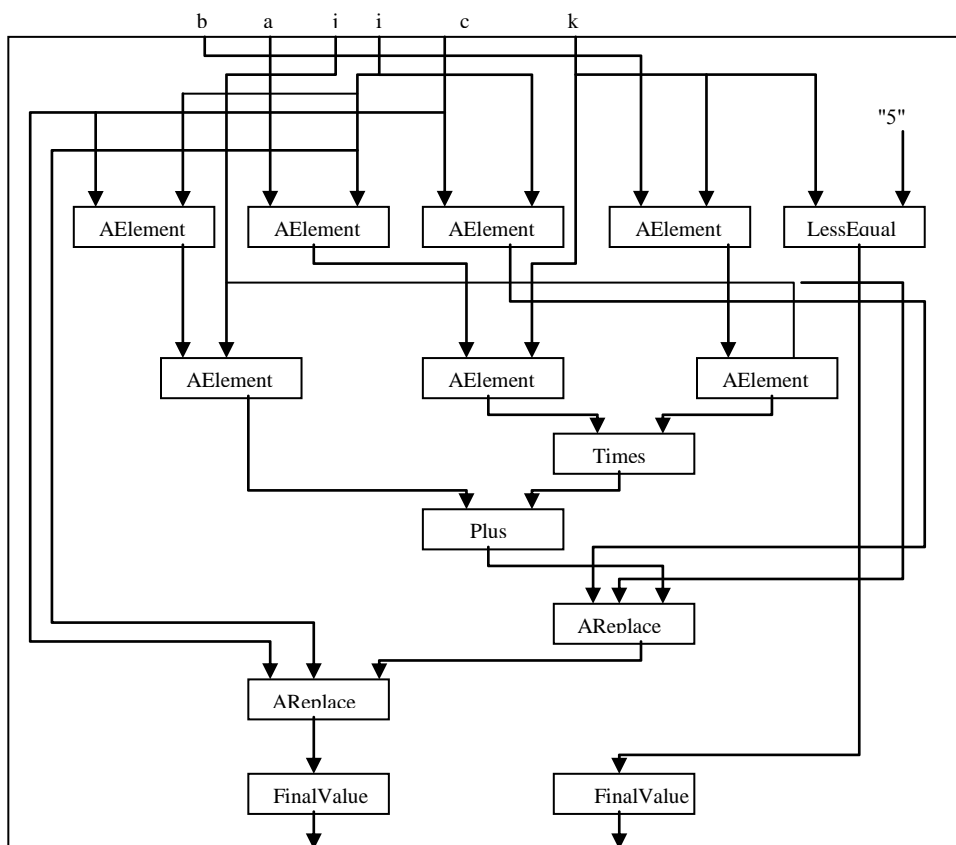 b a j i c k
"5"
AElement AElement AElement AElement LessEqual
AElement AElement AElement
Times
Plus
AReplace
AReplace
FinalValue FinalValue